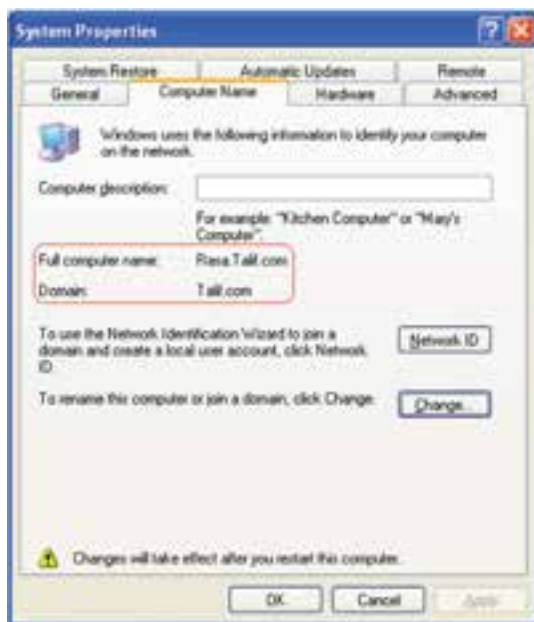 System Properties
System Restore Automatic Updates Remote
General Computer Name Hardware Advanced
Windows uses the following information to identify your computer
on the network.
Computer description:
For example: "Kitchen Computer" or "Mary's
Computer".
Full computer name: Talif.com
Domain: Talif.com
To use the Network Identification Wizard to join a
domain and create a local user account, click Network
ID.
Network ID
To rename this computer or join a domain, click Change.
Change...
Changes will take effect after you restart this computer.
OK Cancel Apply